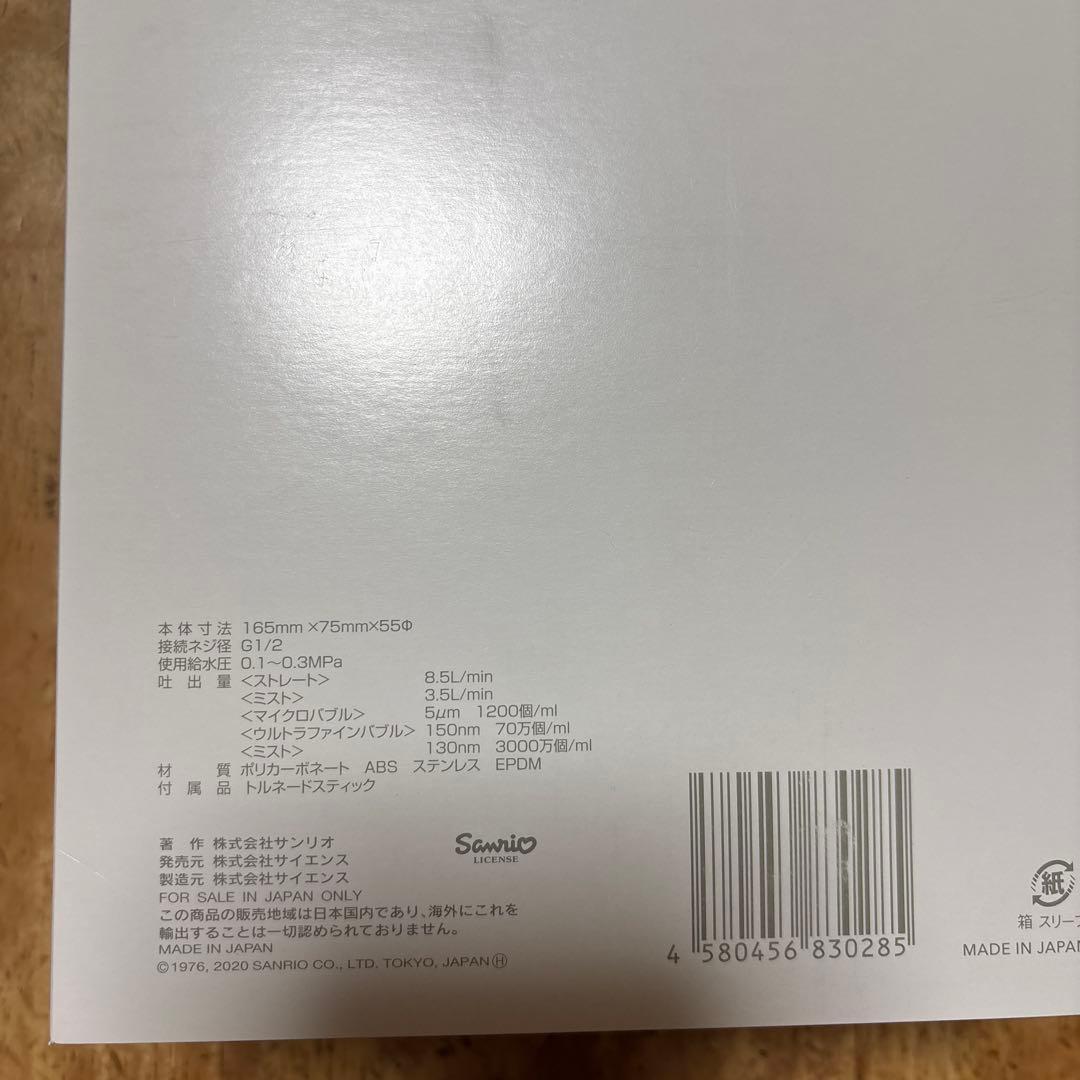 本体寸法 165mm×75mm×55Φ
接続ネジ径 G1/2
使用給水圧 0.1〜0.3MPa
吐出量 <ストレート> 8.5L/min
<ミスト> 3.5L/min
<マイクロバブル> 5μm 1200個/ml
<ウルトラファインバブル> 150nm 70万個/ml
<ミスト> 130nm 3000万個/ml
材質 ポリカーボネート ABS ステンレス EPDM
付属品 トルネードスティック
著作 株式会社サンリオ
発売元 株式会社サイエンス
製造元 株式会社サイエンス
FOR SALE IN JAPAN ONLY
この商品の販売地域は日本国内であり、海外にこれを
輸出することは一切認められておりません。
MADE IN JAPAN
©1976, 2020 SANRIO CO., LTD. TOKYO, JAPAN Ⓗ
Sanrio
LICENSE
4 580456 830285
紙
箱 スリーブ
MADE IN JAPAN